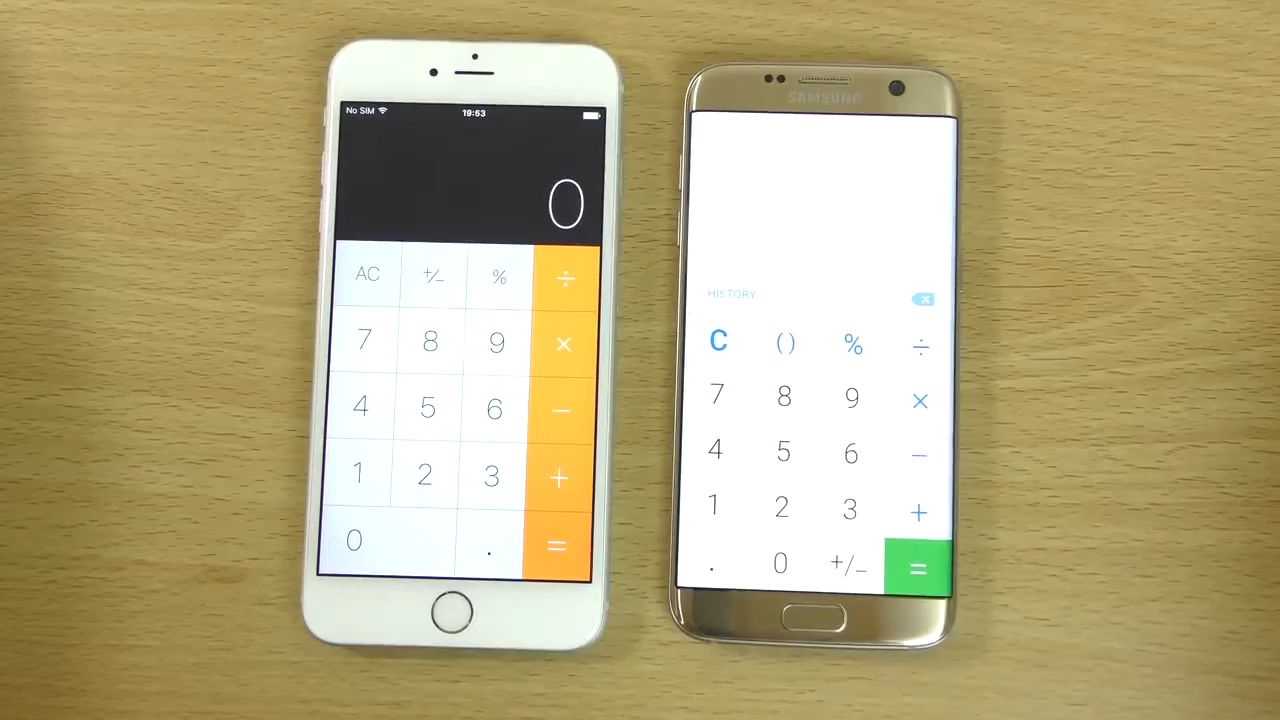 No SIM 19:53
0
AC +/- % ÷
7 8 9 ×
4 5 6 −
1 2 3 +
0 . =
SAMSUNG
HISTORY
C () % ÷
7 8 9 ×
4 5 6 −
1 2 3 +
. 0 +/− =